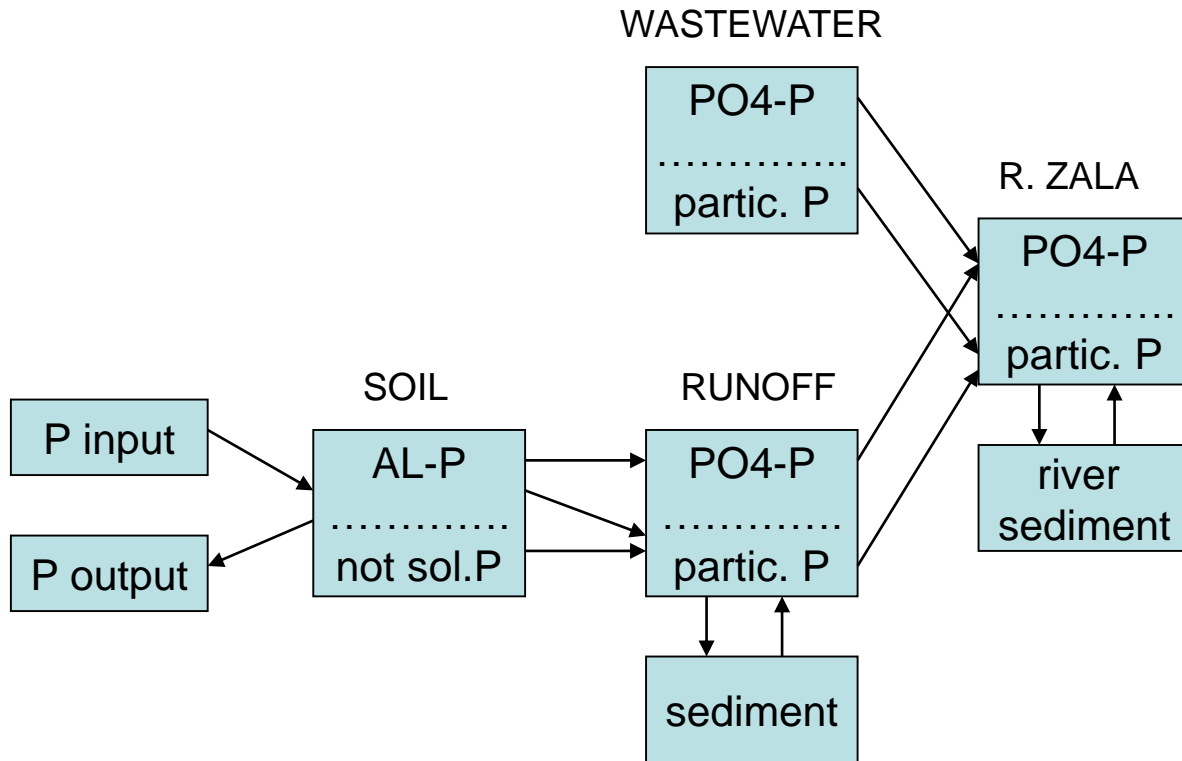 WASTEWATER
PO4-P
...............
partic. P
R. ZALA
PO4-P
..............
partic. P
river
sediment
SOIL
RUNOFF
P input
P output
AL-P
..............
not sol.P
PO4-P
..............
partic. P
sediment